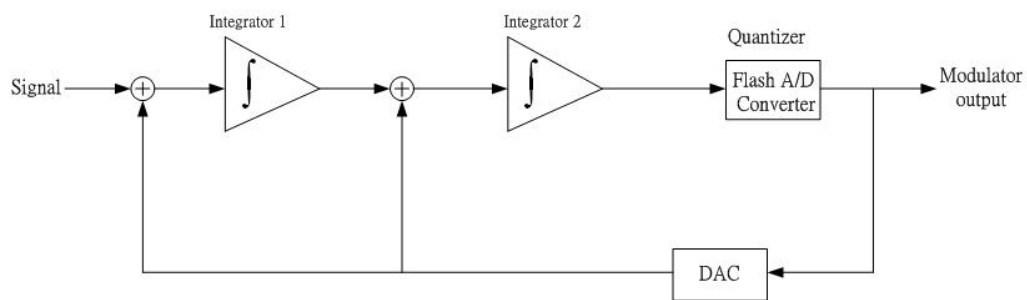 Integrator 1
Integrator 2
Quantizer
Signal
Flash A/D
Converter
Modulator
output
DAC